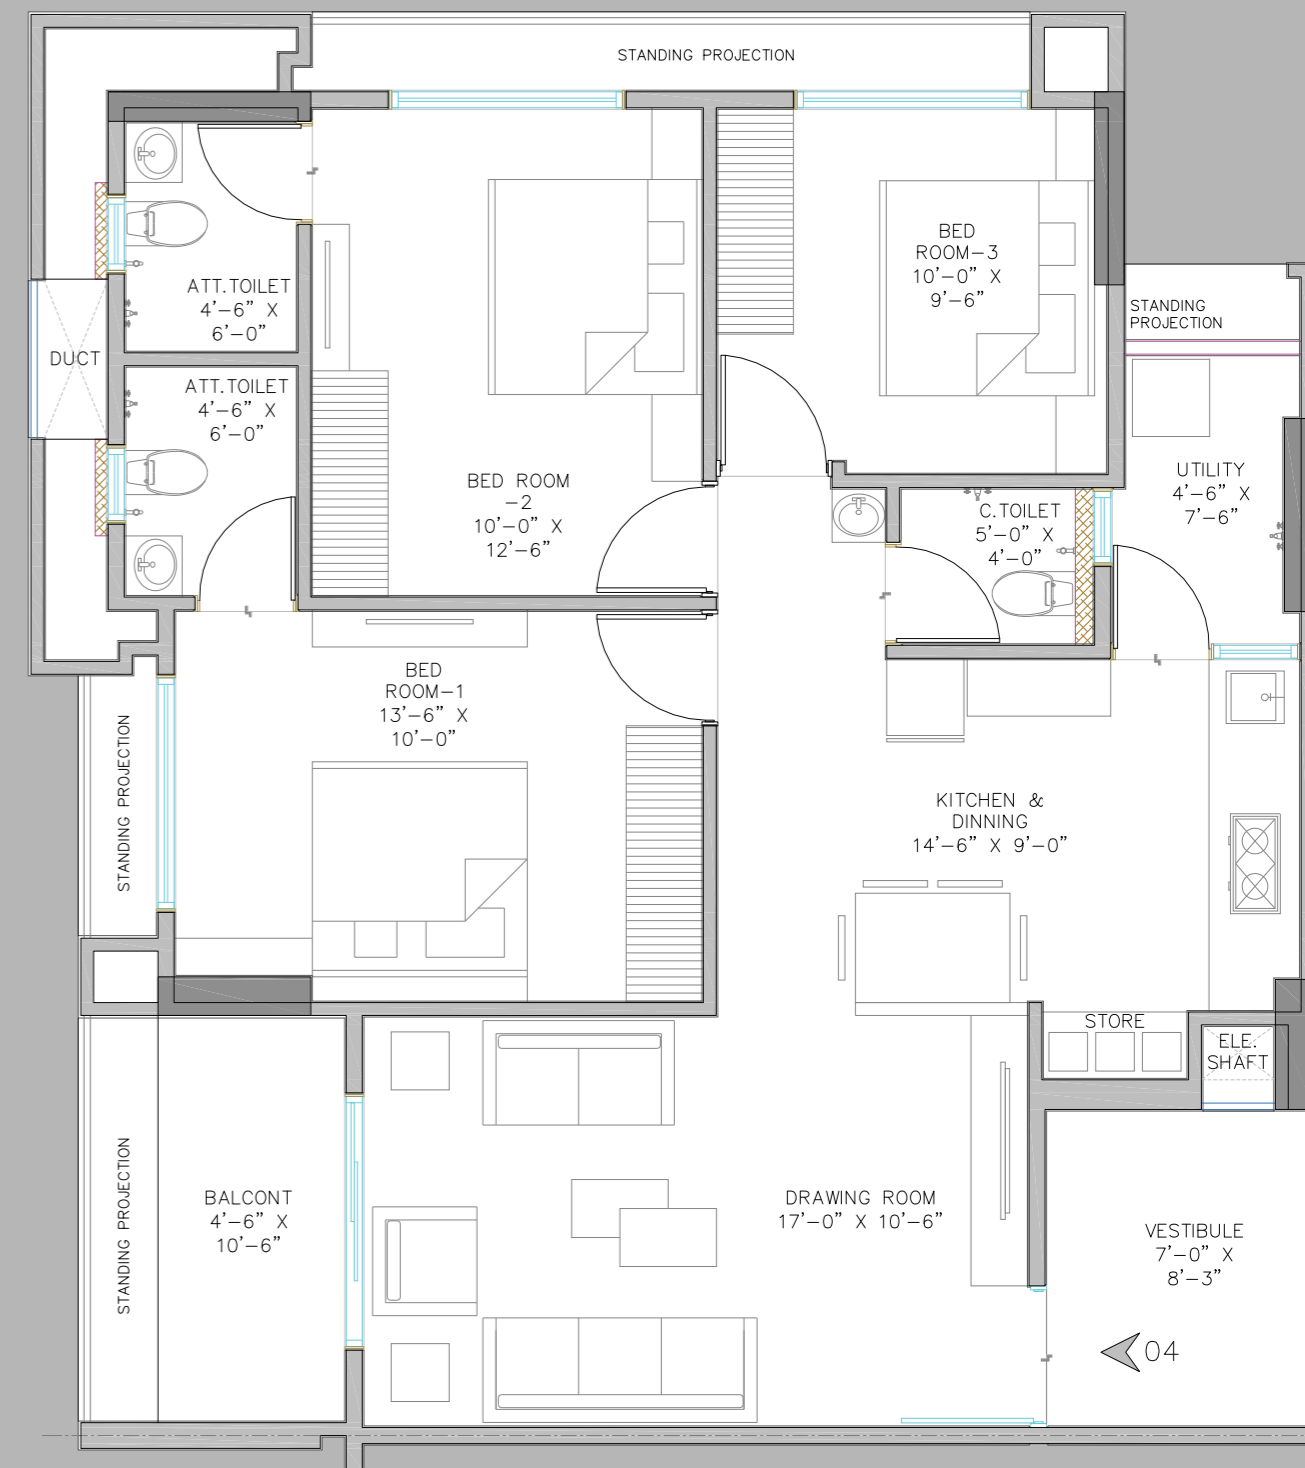 STANDING PROJECTION
BED
ROOM-3
10'-0" X
9'-6"
ATT.TOILET
4'-6" X
6'-0"
STANDING
PROJECTION
DUCT
ATT.TOILET
4'-6" X
6'-0"
BED ROOM
-2
10'-0" X
12'-6"
UTILITY
4'-6" X
7'-6"
C.TOILET
5'-0" X
4'-0"
BED
ROOM-1
13'-6" X
10'-0"
STANDING PROJECTION
KITCHEN &
DINNING
14'-6" X 9'-0"
STORE
ELE.
SHAFT
STANDING PROJECTION
BALCONT
4'-6" X
10'-6"
DRAWING ROOM
17'-0" X 10'-6"
VESTIBULE
7'-0" X
8'-3"
04